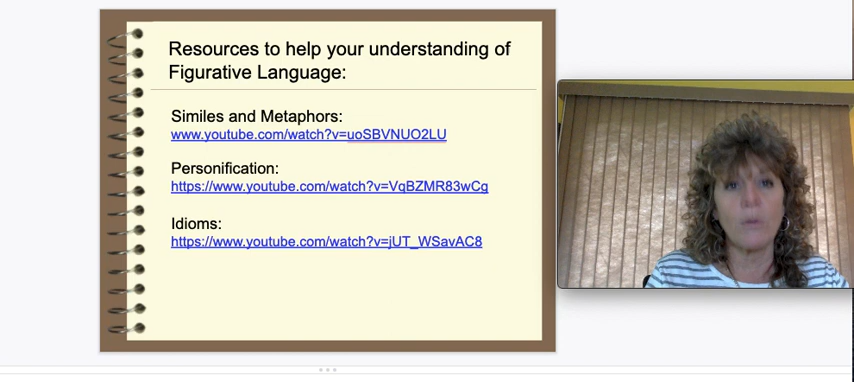 Resources to help your understanding of
Figurative Language:
Similes and Metaphors:
www.youtube.com/watch?v=uoSBVNUO2LU
Personification:
https://www.youtube.com/watch?v=VqBZMR83wCg
Idioms:
https://www.youtube.com/watch?v=jUT_WSavAC8